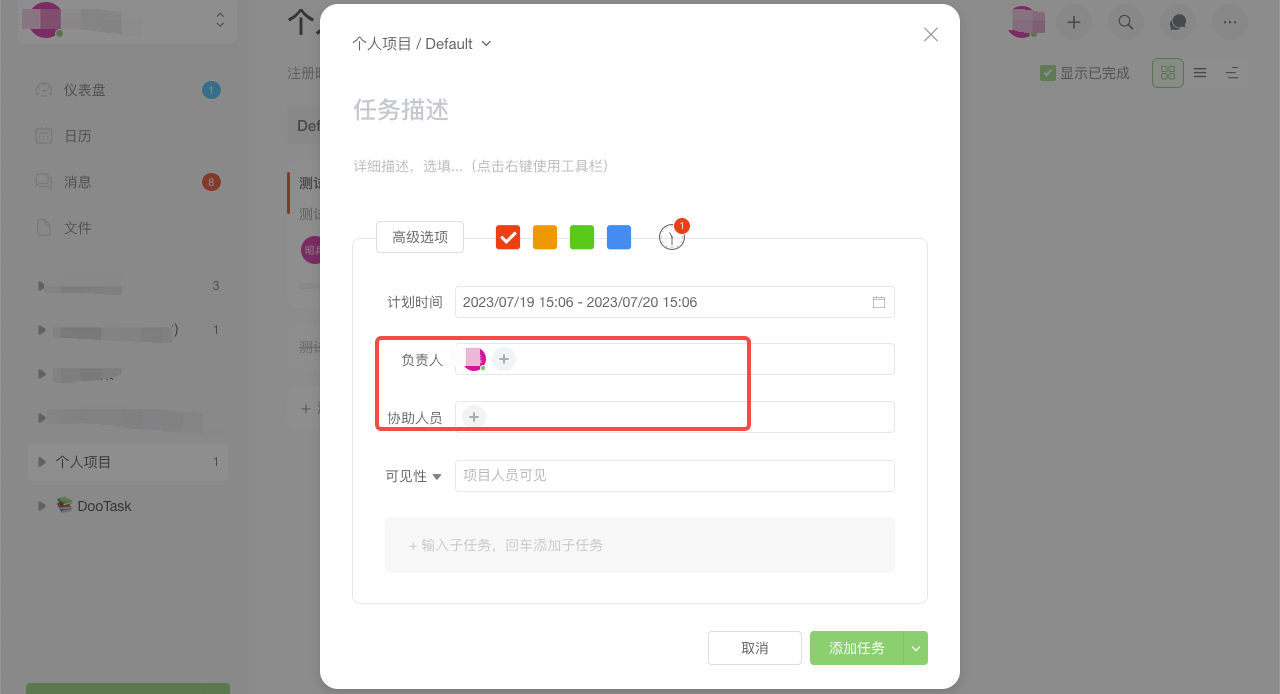 个人项目 / Default
任务描述
详细描述，选填...（点击右键使用工具栏）
高级选项
1
计划时间
2023/07/19 15:06 - 2023/07/20 15:06
负责人
协助人员
可见性
项目人员可见
+ 输入子任务，回车添加子任务
取消
添加任务
仪表盘
1
日历
消息
8
文件
3
1
个人项目
1
DooTask
显示已完成